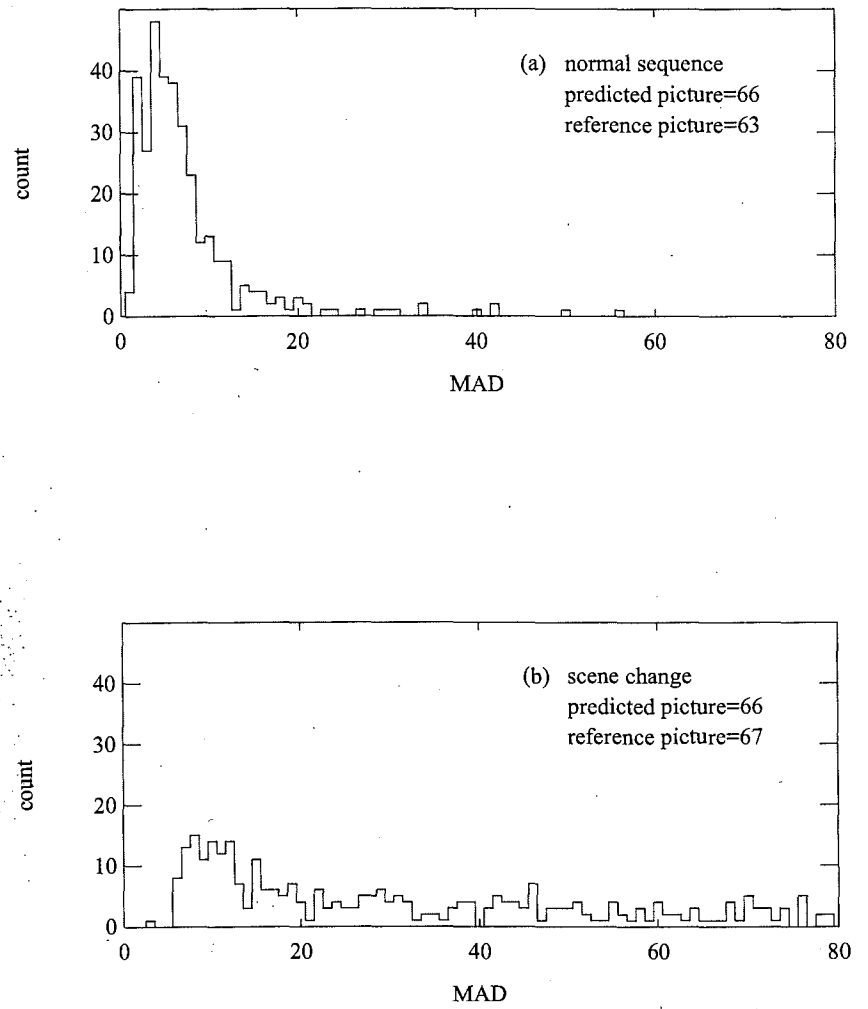 40
30
20
10
0
count
(a) normal sequence
predicted picture=66
reference picture=63
0 20 40 60 80
MAD
40
30
20
10
0
count
(b) scene change
predicted picture=66
reference picture=67
0 20 40 60 80
MAD